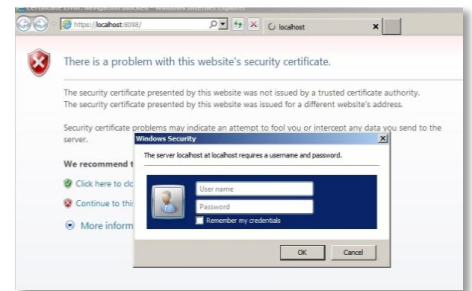 https://localhost:8098/
localhost
There is a problem with this website's security certificate.
The security certificate presented by this website was not issued by a trusted certificate authority.
The security certificate presented by this website was issued for a different website's address.
Security certificate problems may indicate an attempt to fool you or intercept any data you send to the
server.
Windows Security
The server localhost at localhost requires a username and password.
We recommend t
User name
Click here to clo
Password
Continue to this
Remember my credentials
More inform
OK Cancel